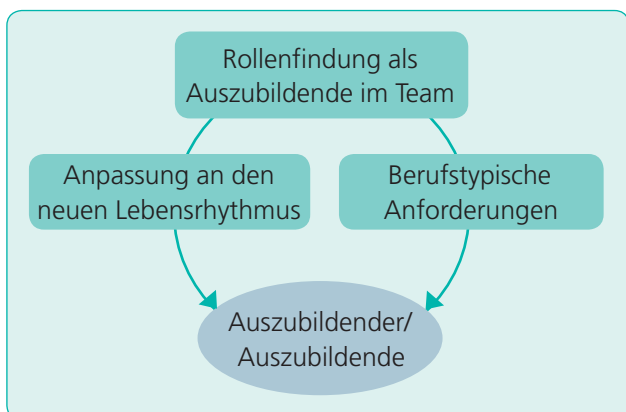 Rollenfindung als
Auszubildende im Team
Anpassung an den
neuen Lebensrhythmus
Berufstypische
Anforderungen
Auszubildender/
Auszubildende